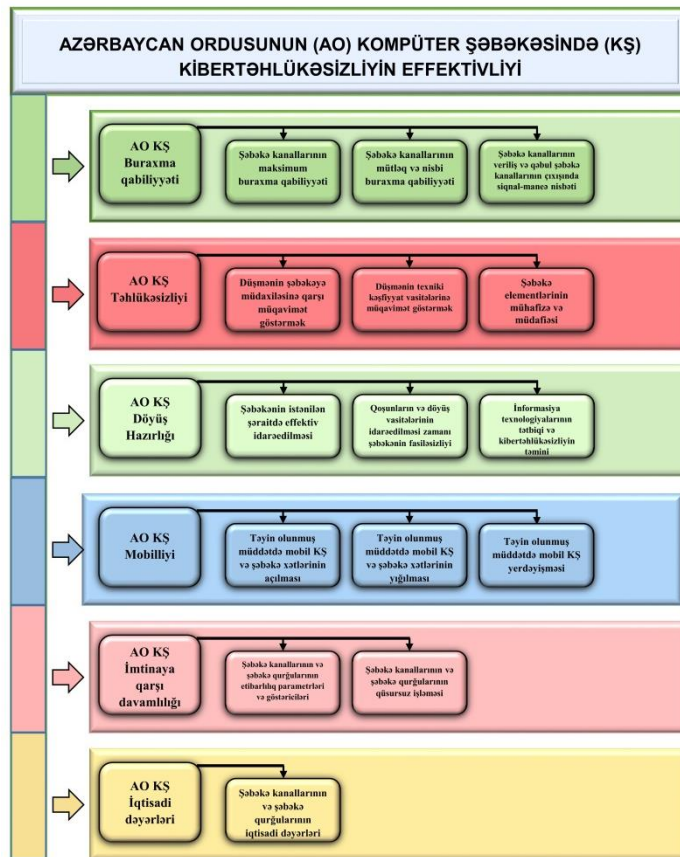 AZƏRBAYCAN ORDUSUNUN (AO) KOMPÜTER ŞƏBƏKƏSİNDƏ (KŞ)
KİBERTƏHLÜKƏSİZLİYİN EFFEKTİVLİYİ
AO KŞ
Buraxma
qabiliyyəti
Şəbəkə kanallarının
maksimum
buraxma qabiliyyəti
Şəbəkə kanallarının
mütləq və nisbi
buraxma qabiliyyəti
Şəbəkə kanallarının
veriliş və qəbul şəbəkə
kanallarının çıxışında
siqnal-maneə nisbəti
AO KŞ
Təhlükəsizliyi
Düşmənin şəbəkəyə
müdaxiləsinə qarşı
müqavimət
göstərmək
Düşmənin texniki
kəşfiyyat vasitələrinə
müqavimət göstərmək
Şəbəkə
elementlərinin
mühafizə və
müdafiəsi
AO KŞ
Döyüş
Hazırlığı
Şəbəkənin istənilən
şəraitdə effektiv
idarəedilməsi
Qoşunların və döyüş
vasitələrinin
idarəedilməsi zamanı
şəbəkənin fasiləsizliyi
İnformasiya
texnologiyalarının
tətbiqi və
kibertəhlükəsizliyin
təmini
AO KŞ
Mobilliyi
Təyin olunmuş
müddətdə mobil KŞ
və şəbəkə xətlərinin
açılması
Təyin olunmuş
müddətdə mobil KŞ
və şəbəkə xətlərinin
yığılması
Təyin olunmuş
müddətdə mobil KŞ
yerdəyişməsi
AO KŞ
İmtinaya
qarşı
davamlılığı
Şəbəkə kanallarının və
şəbəkə qurğularının
etibarlılıq parametrləri
və göstəriciləri
Şəbəkə kanallarının və
şəbəkə qurğularının
qüsursuz işləməsi
AO KŞ
İqtisadi
dəyərləri
Şəbəkə kanallarının
və şəbəkə
qurğularının
iqtisadi dəyərləri